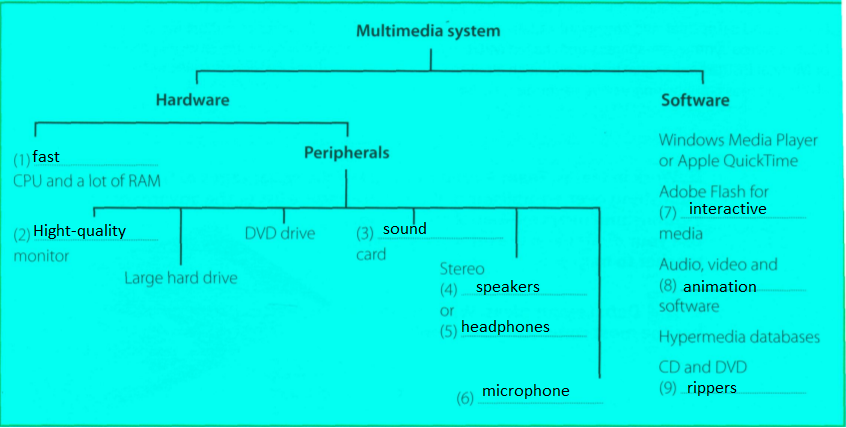 Multimedia system
Hardware
Software
(1) fast
CPU and a lot of RAM
Peripherals
(2) Hight-quality
monitor
Large hard drive
DVD drive
(3) sound
card
Stereo
(4) speakers
or
(5) headphones
(6) microphone
Windows Media Player
or Apple QuickTime
Adobe Flash for
(7) interactive
media
Audio, video and
(8) animation
software
Hypermedia databases
CD and DVD
(9) rippers